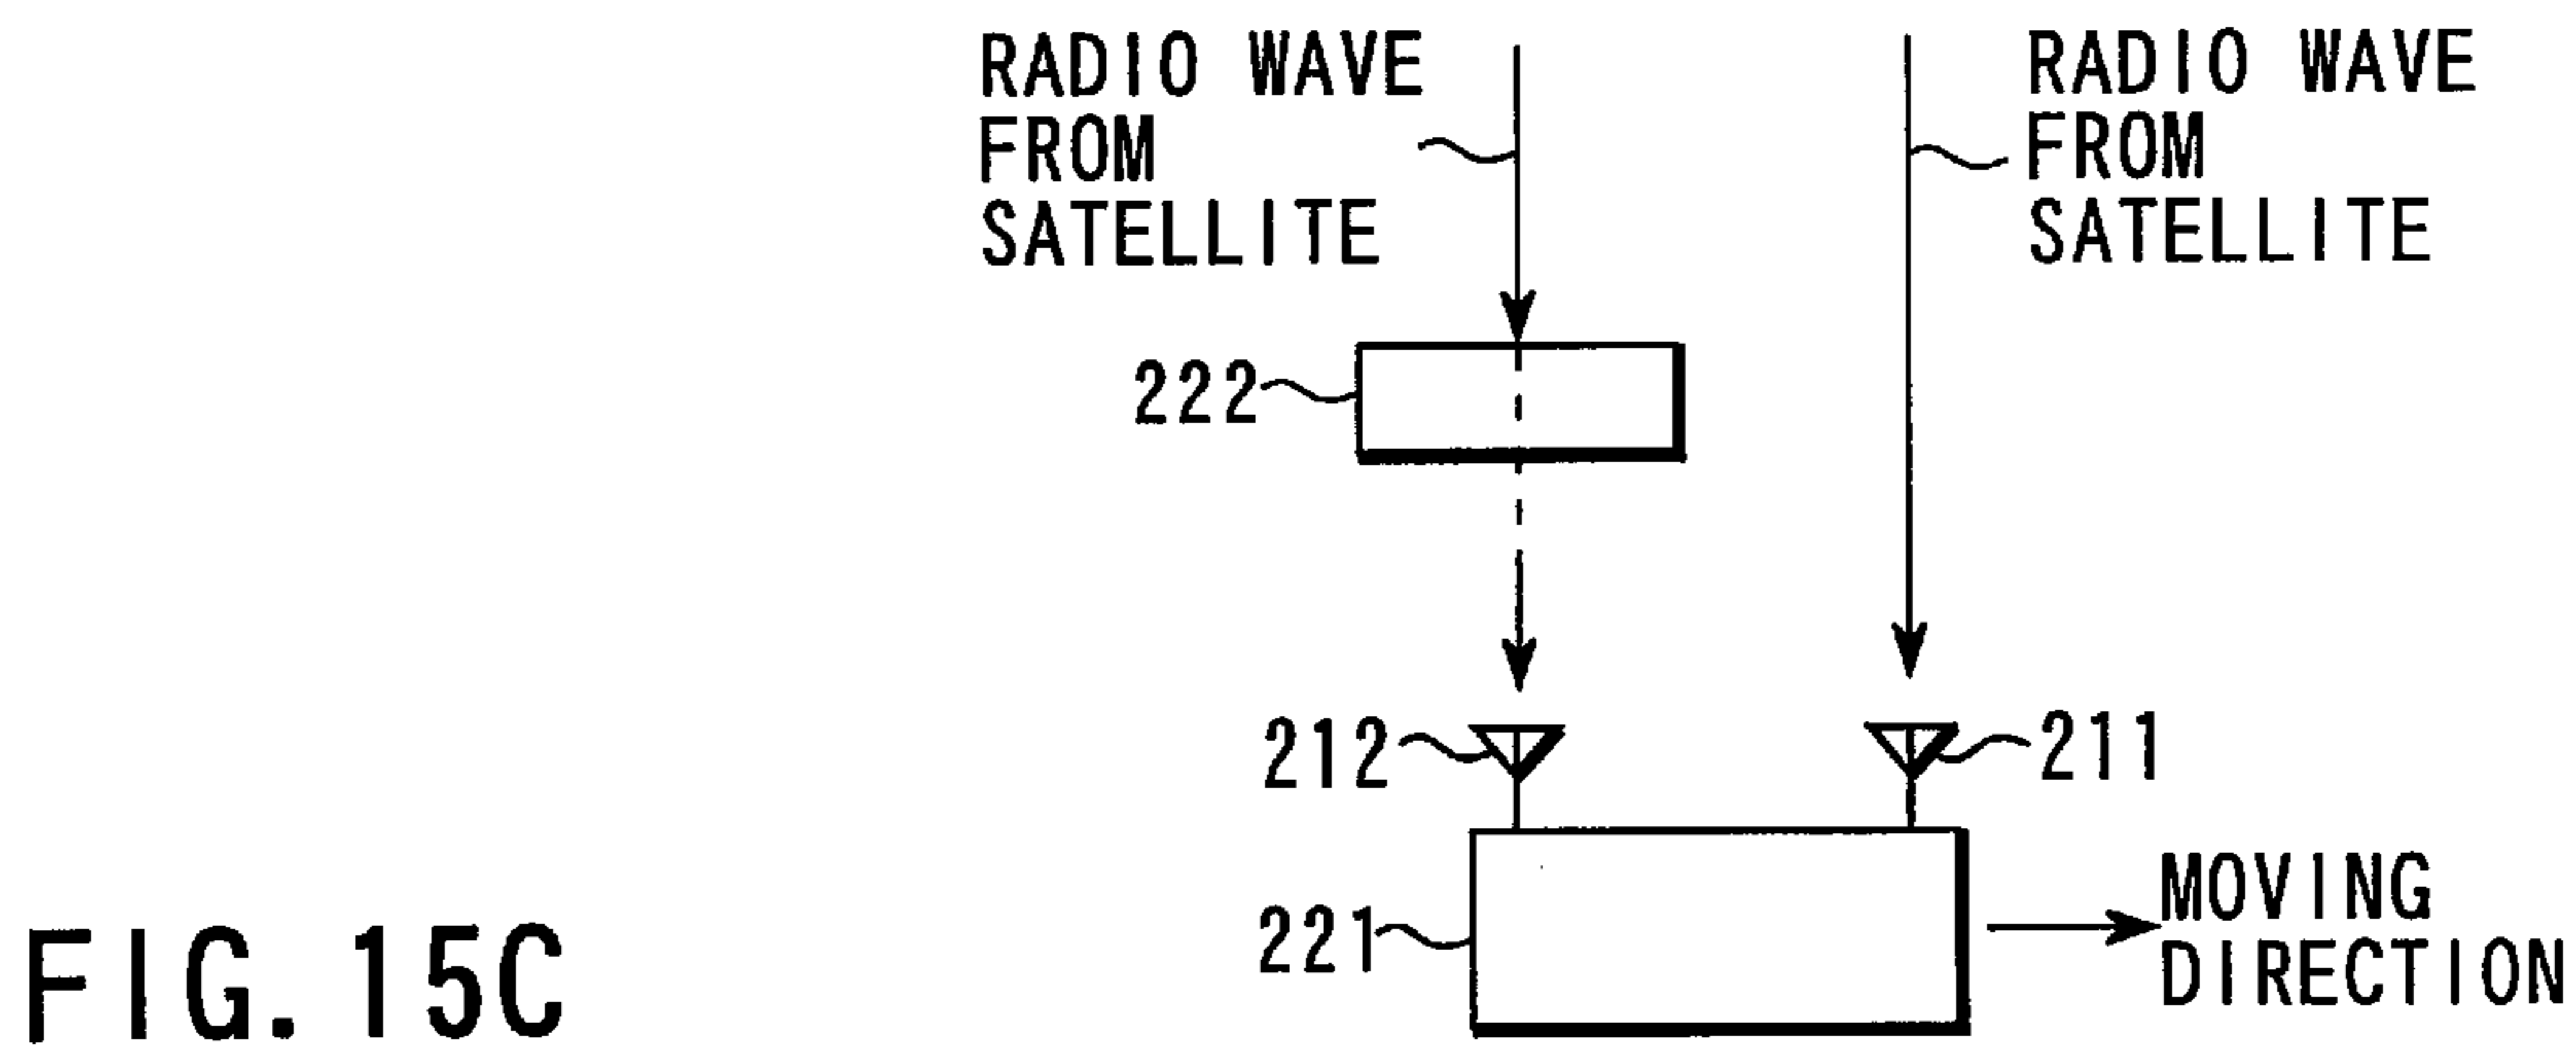 RADIO WAVE
FROM
SATELLITE
RADIO WAVE
FROM
SATELLITE
222
212
211
221
MOVING
DIRECTION
FIG. 15C